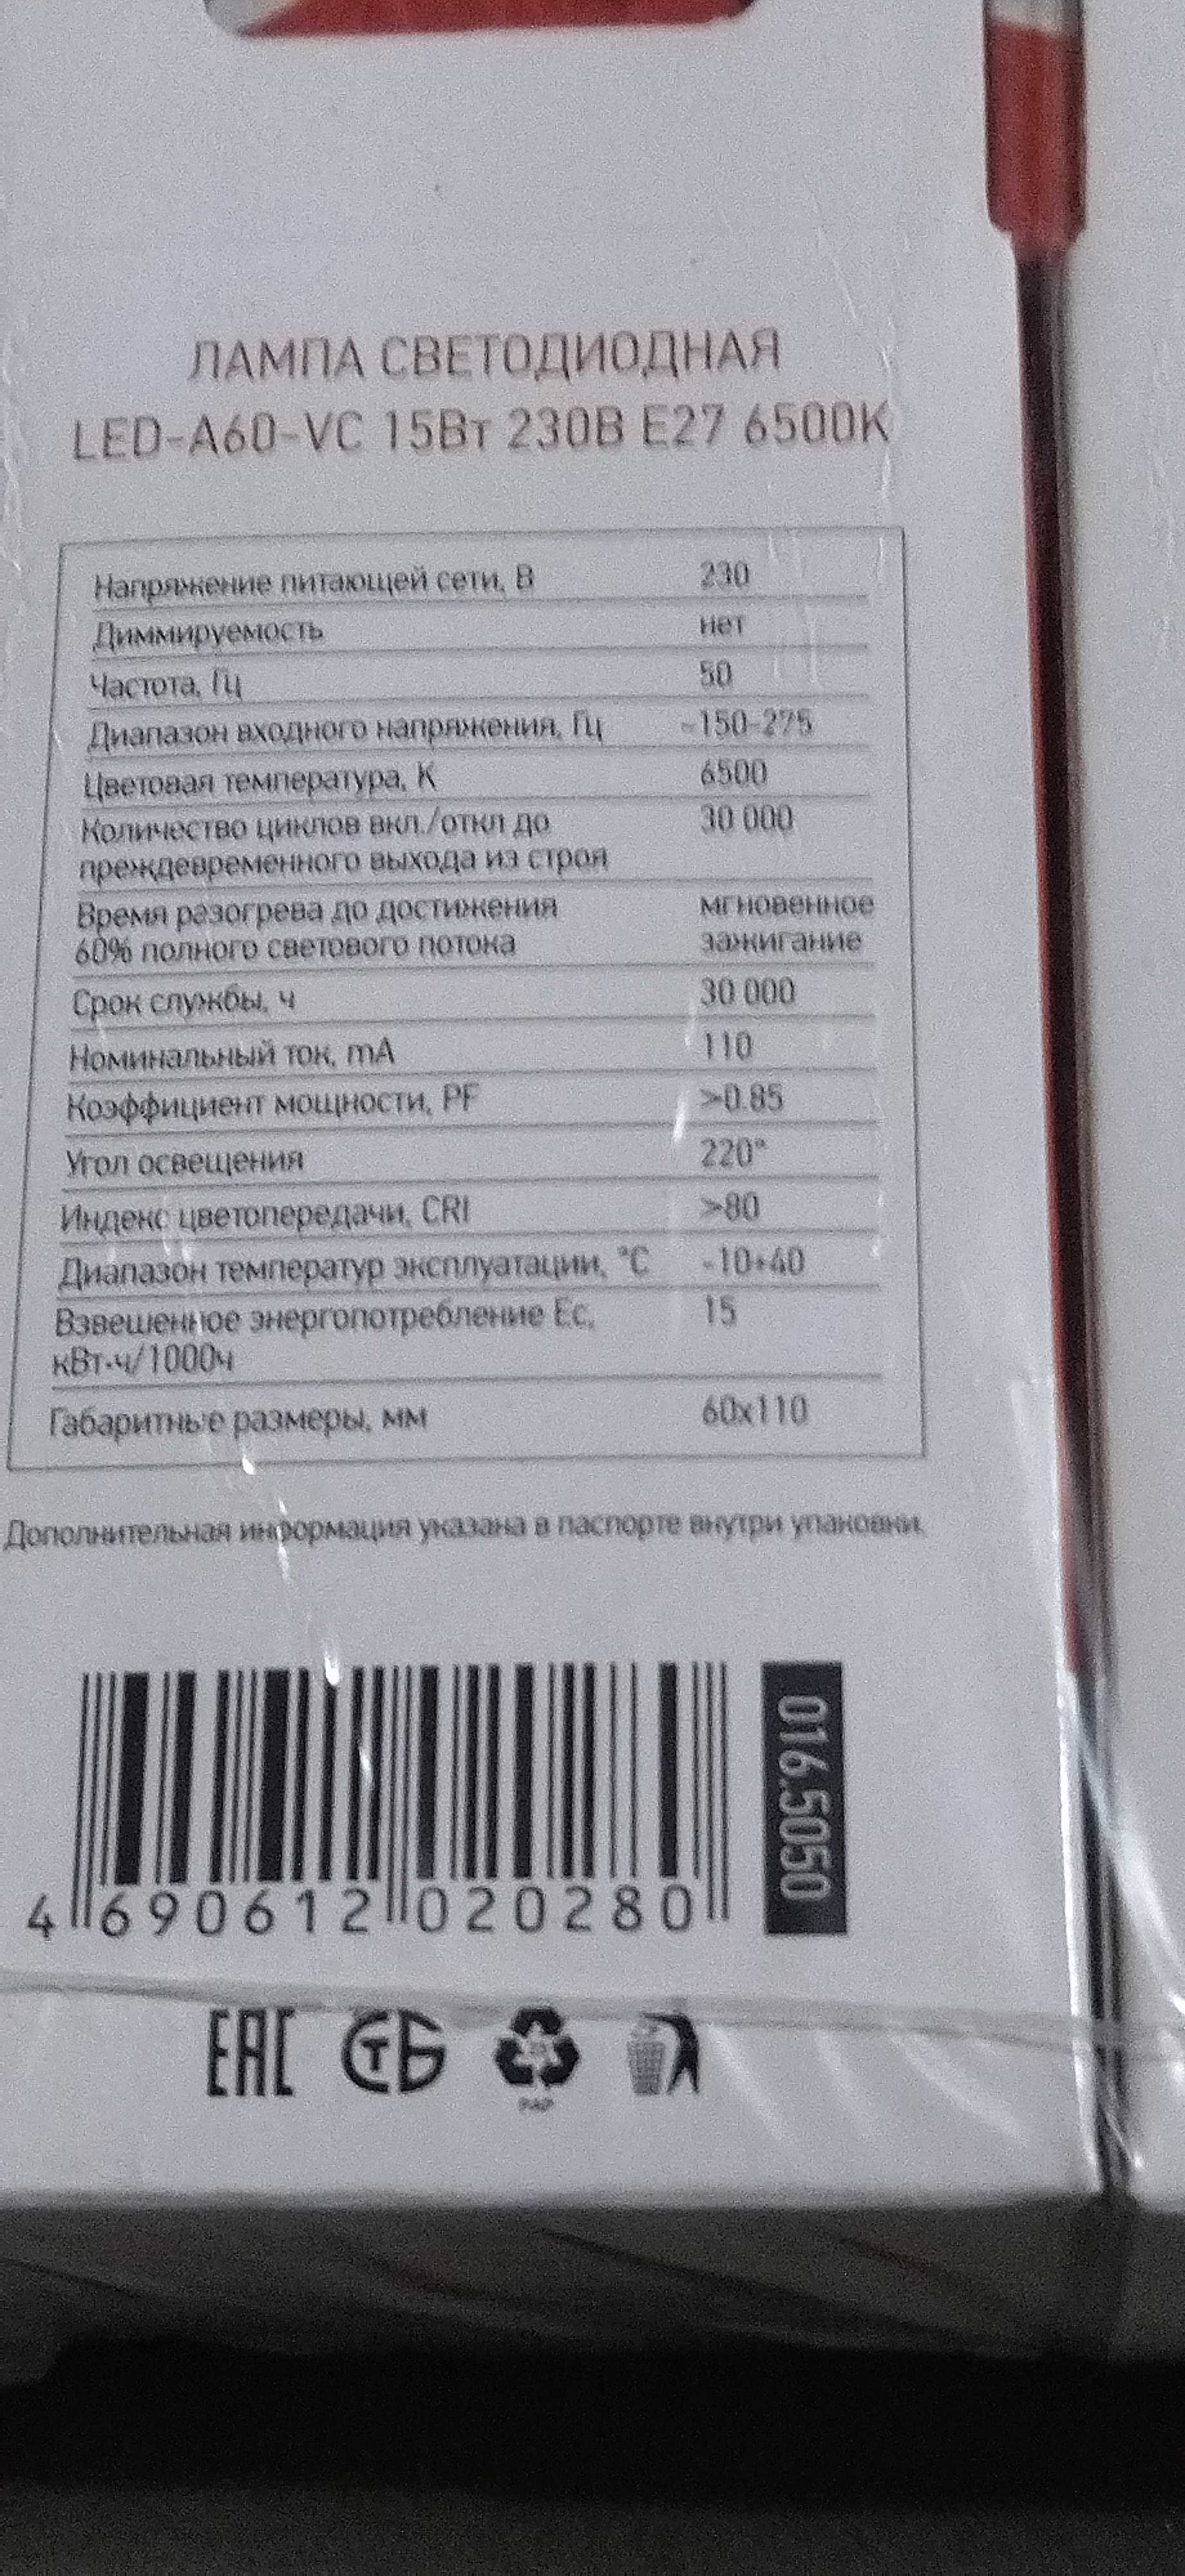 ЛАМПА СВЕТОДИОДНАЯ
LED-A60-VC 15Вт 230В E27 6500K
Напряжение питающей сети, В 230
Диммируемость нет
Частота, Гц 50
Диапазон входного напряжения, Гц ~150-275
Цветовая температура, К 6500
Количество циклов вкл./откл до 30 000
преждевременного выхода из строя
Время разогрева до достижения мгновенное
60% полного светового потока зажигание
Срок службы, ч 30 000
Номинальный ток, mA 110
Коэффициент мощности, PF >0.85
Угол освещения 220°
Индекс цветопередачи, CRI >80
Диапазон температур эксплуатации, °C -10+40
Взвешенное энергопотребление Ec, 15
кВт·ч/1000ч
Габаритные размеры, мм 60x110
Дополнительная информация указана в паспорте внутри упаковки.
016.5050
4 690612 020280
EAC СТБ
PAP